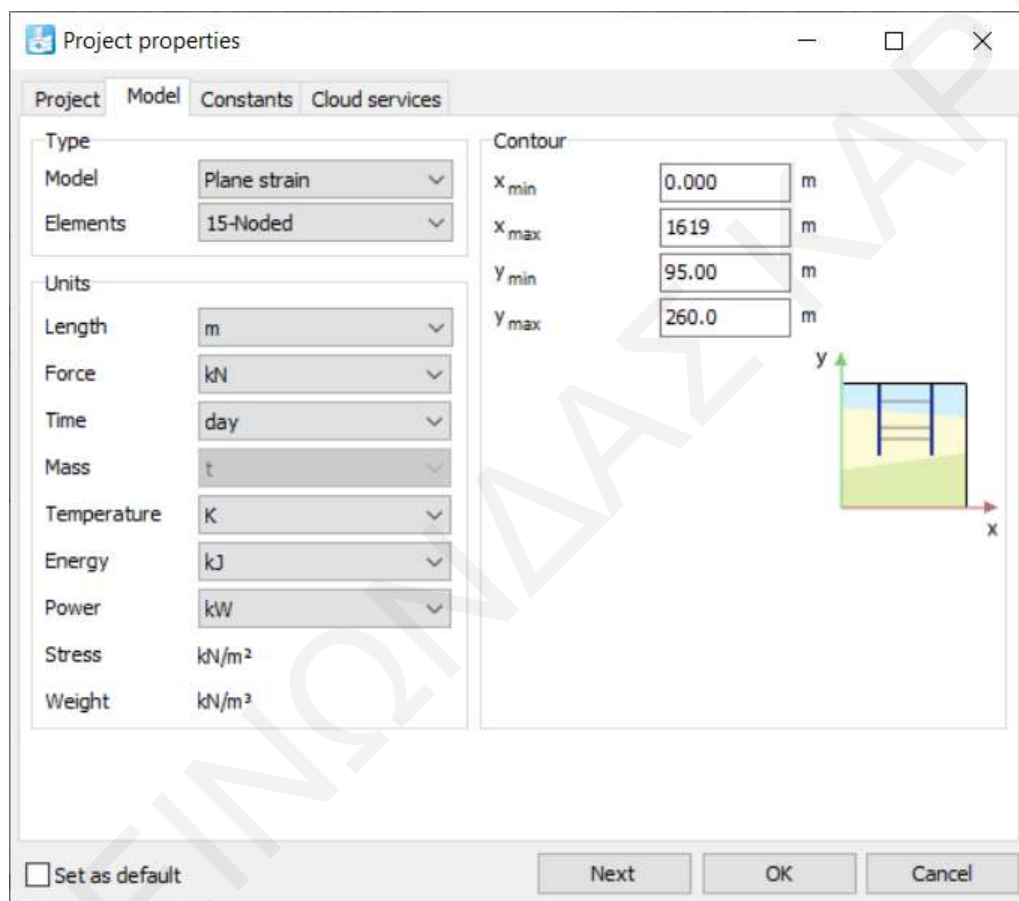 Project properties
Project Model Constants Cloud services
Type
Model Plane strain
Elements 15-Noded
Units
Length m
Force kN
Time day
Mass t
Temperature K
Energy kJ
Power kW
Stress kN/m²
Weight kN/m³
Contour
x min 0.000 m
x max 1619 m
y min 95.00 m
y max 260.0 m
y
x
Set as default
Next OK Cancel
ΕΙΝΩΝΔΑΣ ΚΑΡ